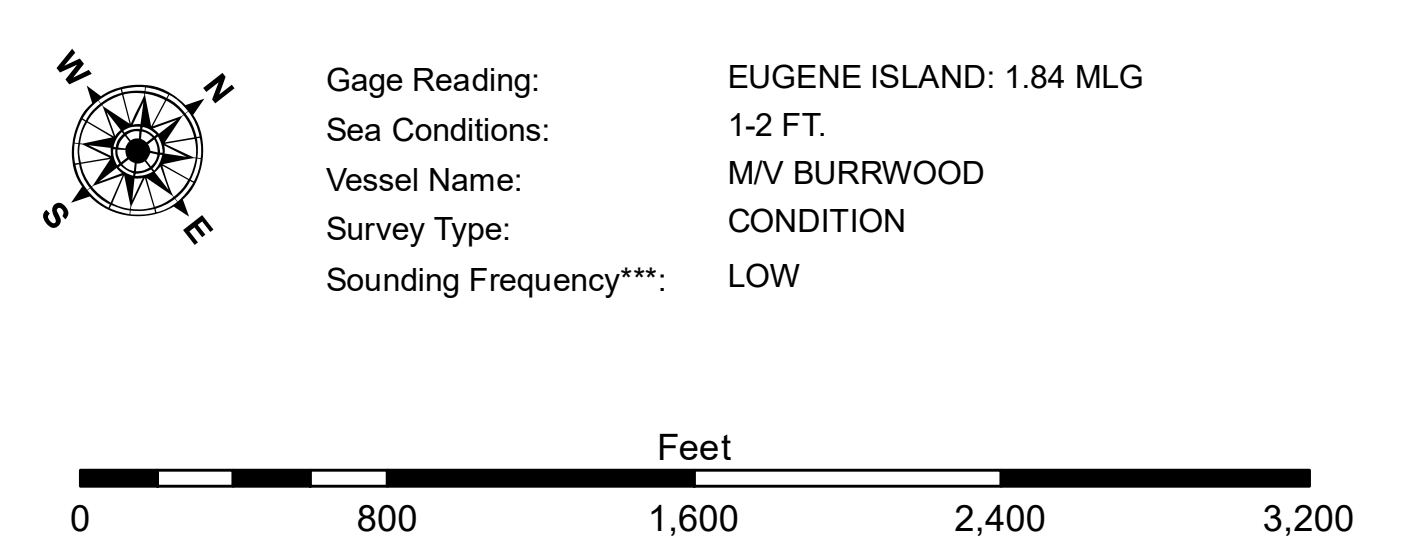 W
N
S
E
Gage Reading: EUGENE ISLAND: 1.84 MLG
Sea Conditions: 1-2 FT.
Vessel Name: M/V BURRWOOD
Survey Type: CONDITION
Sounding Frequency***: LOW
Feet
0 800 1,600 2,400 3,200